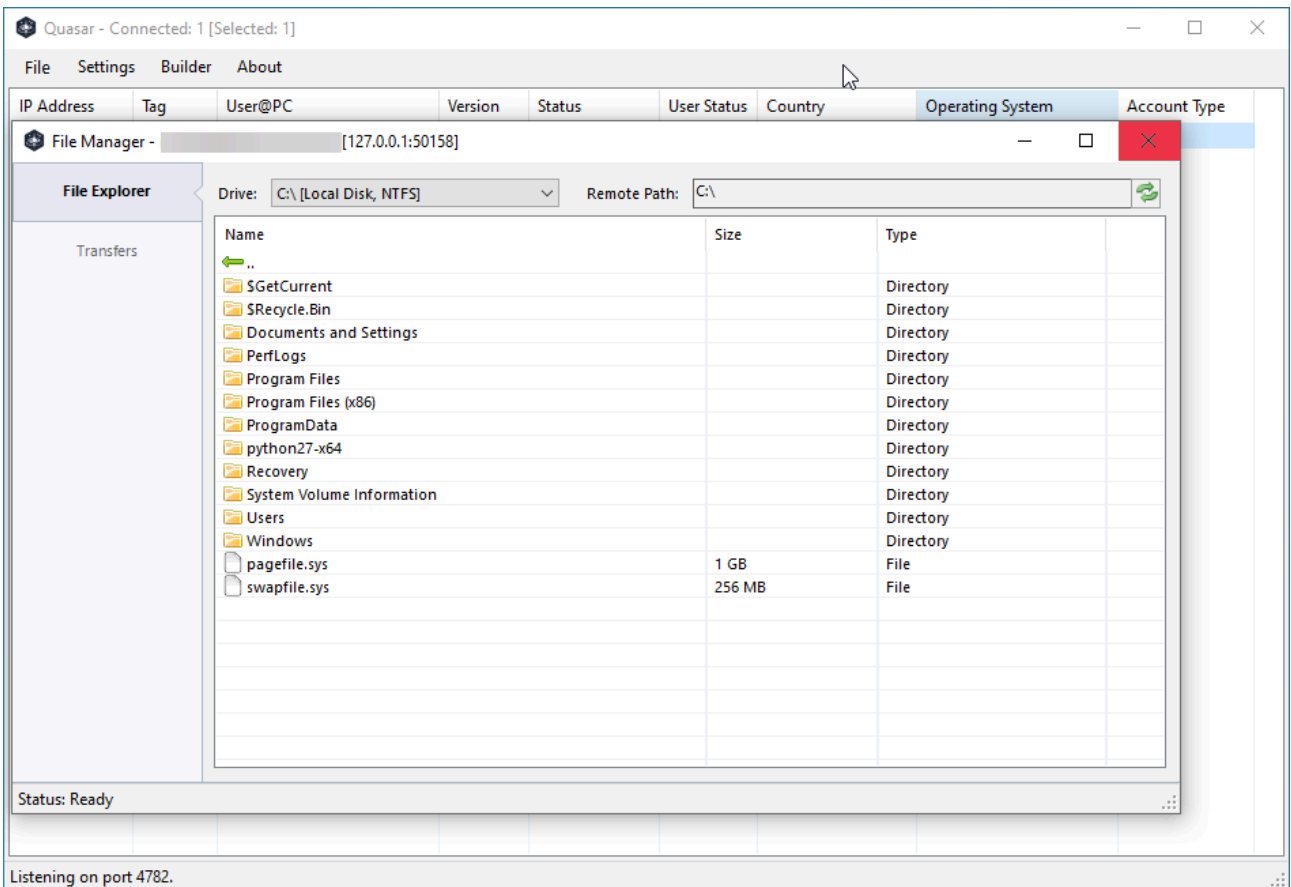 Quasar - Connected: 1 [Selected: 1]
File Settings Builder About
IP Address Tag User@PC Version Status User Status Country Operating System Account Type
File Manager - [127.0.0.1:50158]
File Explorer
Transfers
Drive: C:\ [Local Disk, NTFS] Remote Path: C:\
Name Size Type
..
$GetCurrent Directory
$Recycle.Bin Directory
Documents and Settings Directory
PerfLogs Directory
Program Files Directory
Program Files (x86) Directory
ProgramData Directory
python27-x64 Directory
Recovery Directory
System Volume Information Directory
Users Directory
Windows Directory
pagefile.sys 1 GB File
swapfile.sys 256 MB File
Status: Ready
Listening on port 4782.